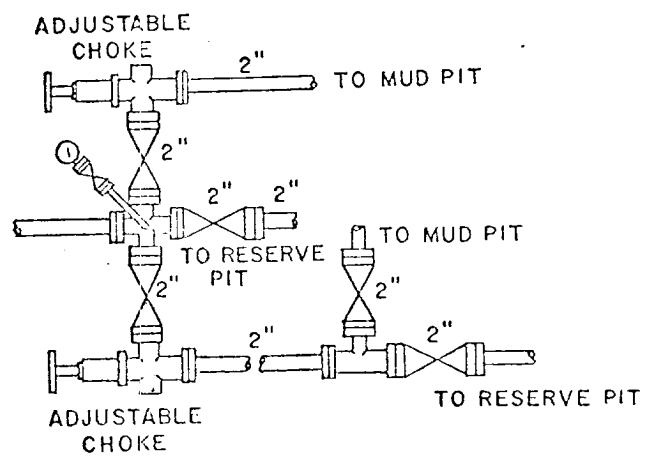 ADJUSTABLE
CHOKE
2"
TO MUD PIT
2"
2"
2"
TO RESERVE
PIT
TO MUD PIT
2"
2"
2"
2"
TO RESERVE PIT
ADJUSTABLE
CHOKE